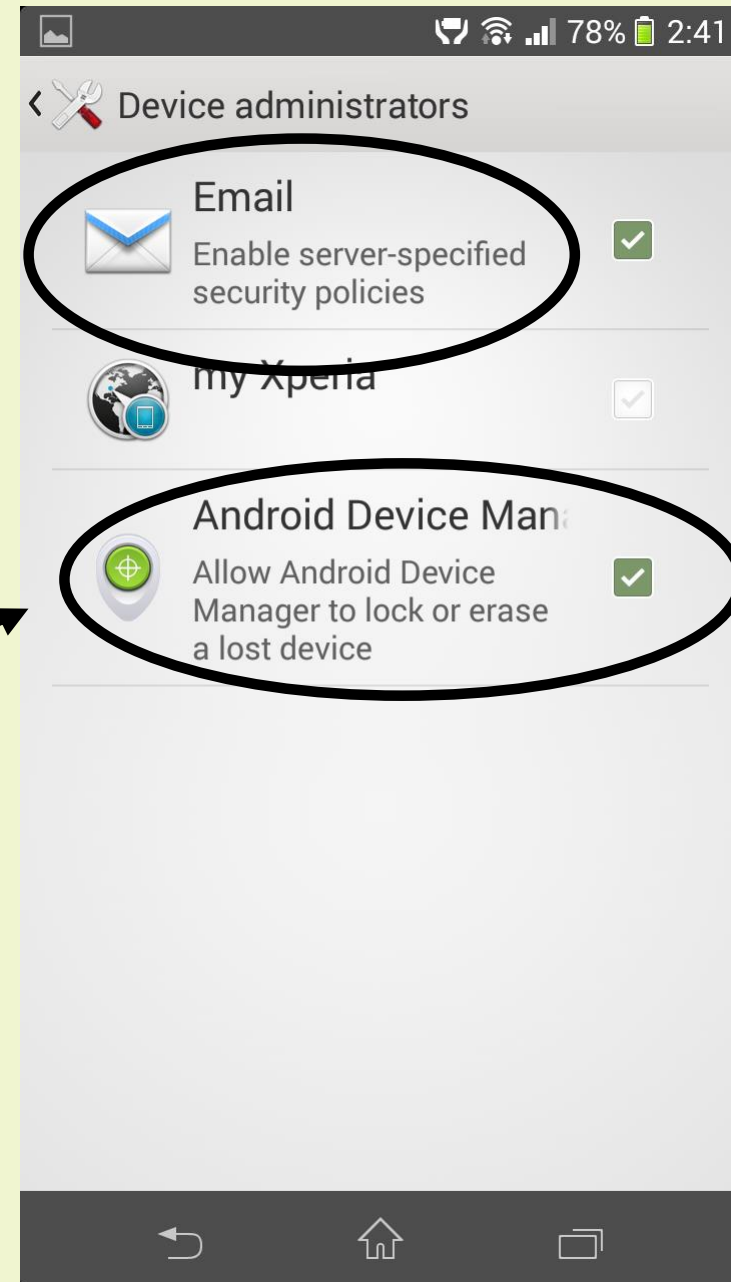 78% 2:41
Device administrators
Email
Enable server-specified
security policies
my Xperia
Android Device Man
Allow Android Device
Manager to lock or erase
a lost device